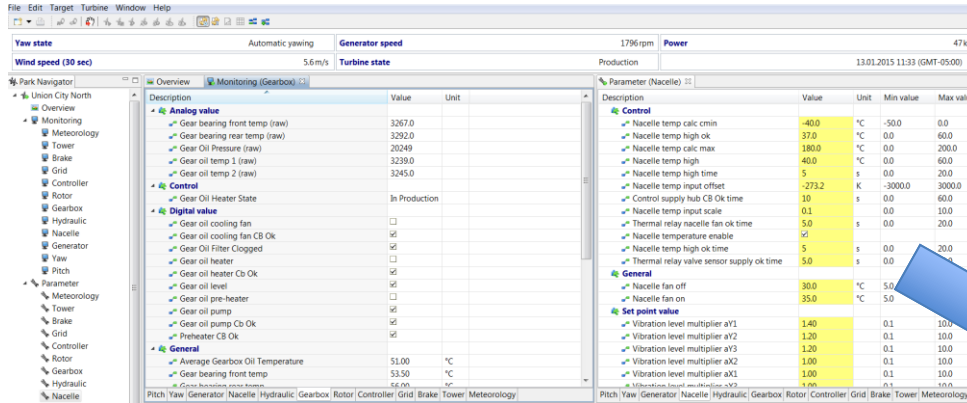 File Edit Target Turbine Window Help
Yaw state Automatic yawing Generator speed 1796 rpm Power 47
Wind speed (30 sec) 5.6 m/s Turbine state Production 13.01.2015 11:33 (GMT-05:00)
Park Navigator
Union City North
Overview
Monitoring
Meteorology
Tower
Brake
Grid
Controller
Rotor
Gearbox
Hydraulic
Nacelle
Generator
Yaw
Pitch
Parameter
Meteorology
Tower
Brake
Grid
Controller
Rotor
Gearbox
Hydraulic
Nacelle
Overview Monitoring (Gearbox)
Description Value Unit
Analog value
Gear bearing front temp (raw) 3267.0
Gear bearing rear temp (raw) 3292.0
Gear Oil Pressure (raw) 20249
Gear oil temp 1 (raw) 3239.0
Gear oil temp 2 (raw) 3245.0
Control
Gear Oil Heater State In Production
Digital value
Gear oil cooling fan
Gear oil cooling fan CB Ok
Gear Oil Filter Clogged
Gear oil heater
Gear oil heater Cb Ok
Gear oil level
Gear oil pre-heater
Gear oil pump
Gear oil pump Cb Ok
Preheater CB Ok
General
Average Gearbox Oil Temperature 51.00 °C
Gear bearing front temp 53.50 °C
Gear bearing rear temp 56.00 °C
Pitch Yaw Generator Nacelle Hydraulic Gearbox Rotor Controller Grid Brake Tower Meteorology
Parameter (Nacelle)
Description Value Unit Min value Max val
Control
Nacelle temp calc cmin -40.0 °C -50.0 0.0
Nacelle temp high ok 37.0 °C 0.0 60.0
Nacelle temp calc max 180.0 °C 0.0 200.0
Nacelle temp high 40.0 °C 0.0 60.0
Nacelle temp high time 5 s 0.0 20.0
Nacelle temp input offset -273.2 K -3000.0 3000.0
Control supply hub CB Ok time 10 s 0.0 60.0
Nacelle temp input scale 0.1 0.0 10.0
Thermal relay nacelle fan ok time 5.0 s 0.0 20.0
Nacelle temperature enable
Nacelle temp high ok time 5 s 0.0 20.0
Thermal relay valve sensor supply ok time 5.0 s 0.0
General
Nacelle fan off 30.0 °C 5.0
Nacelle fan on 35.0 °C 5.0
Set point value
Vibration level multiplier aY1 1.40 0.1 10.0
Vibration level multiplier aY2 1.20 0.1 10.0
Vibration level multiplier aY3 1.20 0.1 10.0
Vibration level multiplier aX2 1.00 0.1 10.0
Vibration level multiplier aX1 1.00 0.1 10.0
Vibration level multiplier 1.00 0.1 10.0
Pitch Yaw Generator Nacelle Hydraulic Gearbox Rotor Controller Grid Brake Tower Meteorology